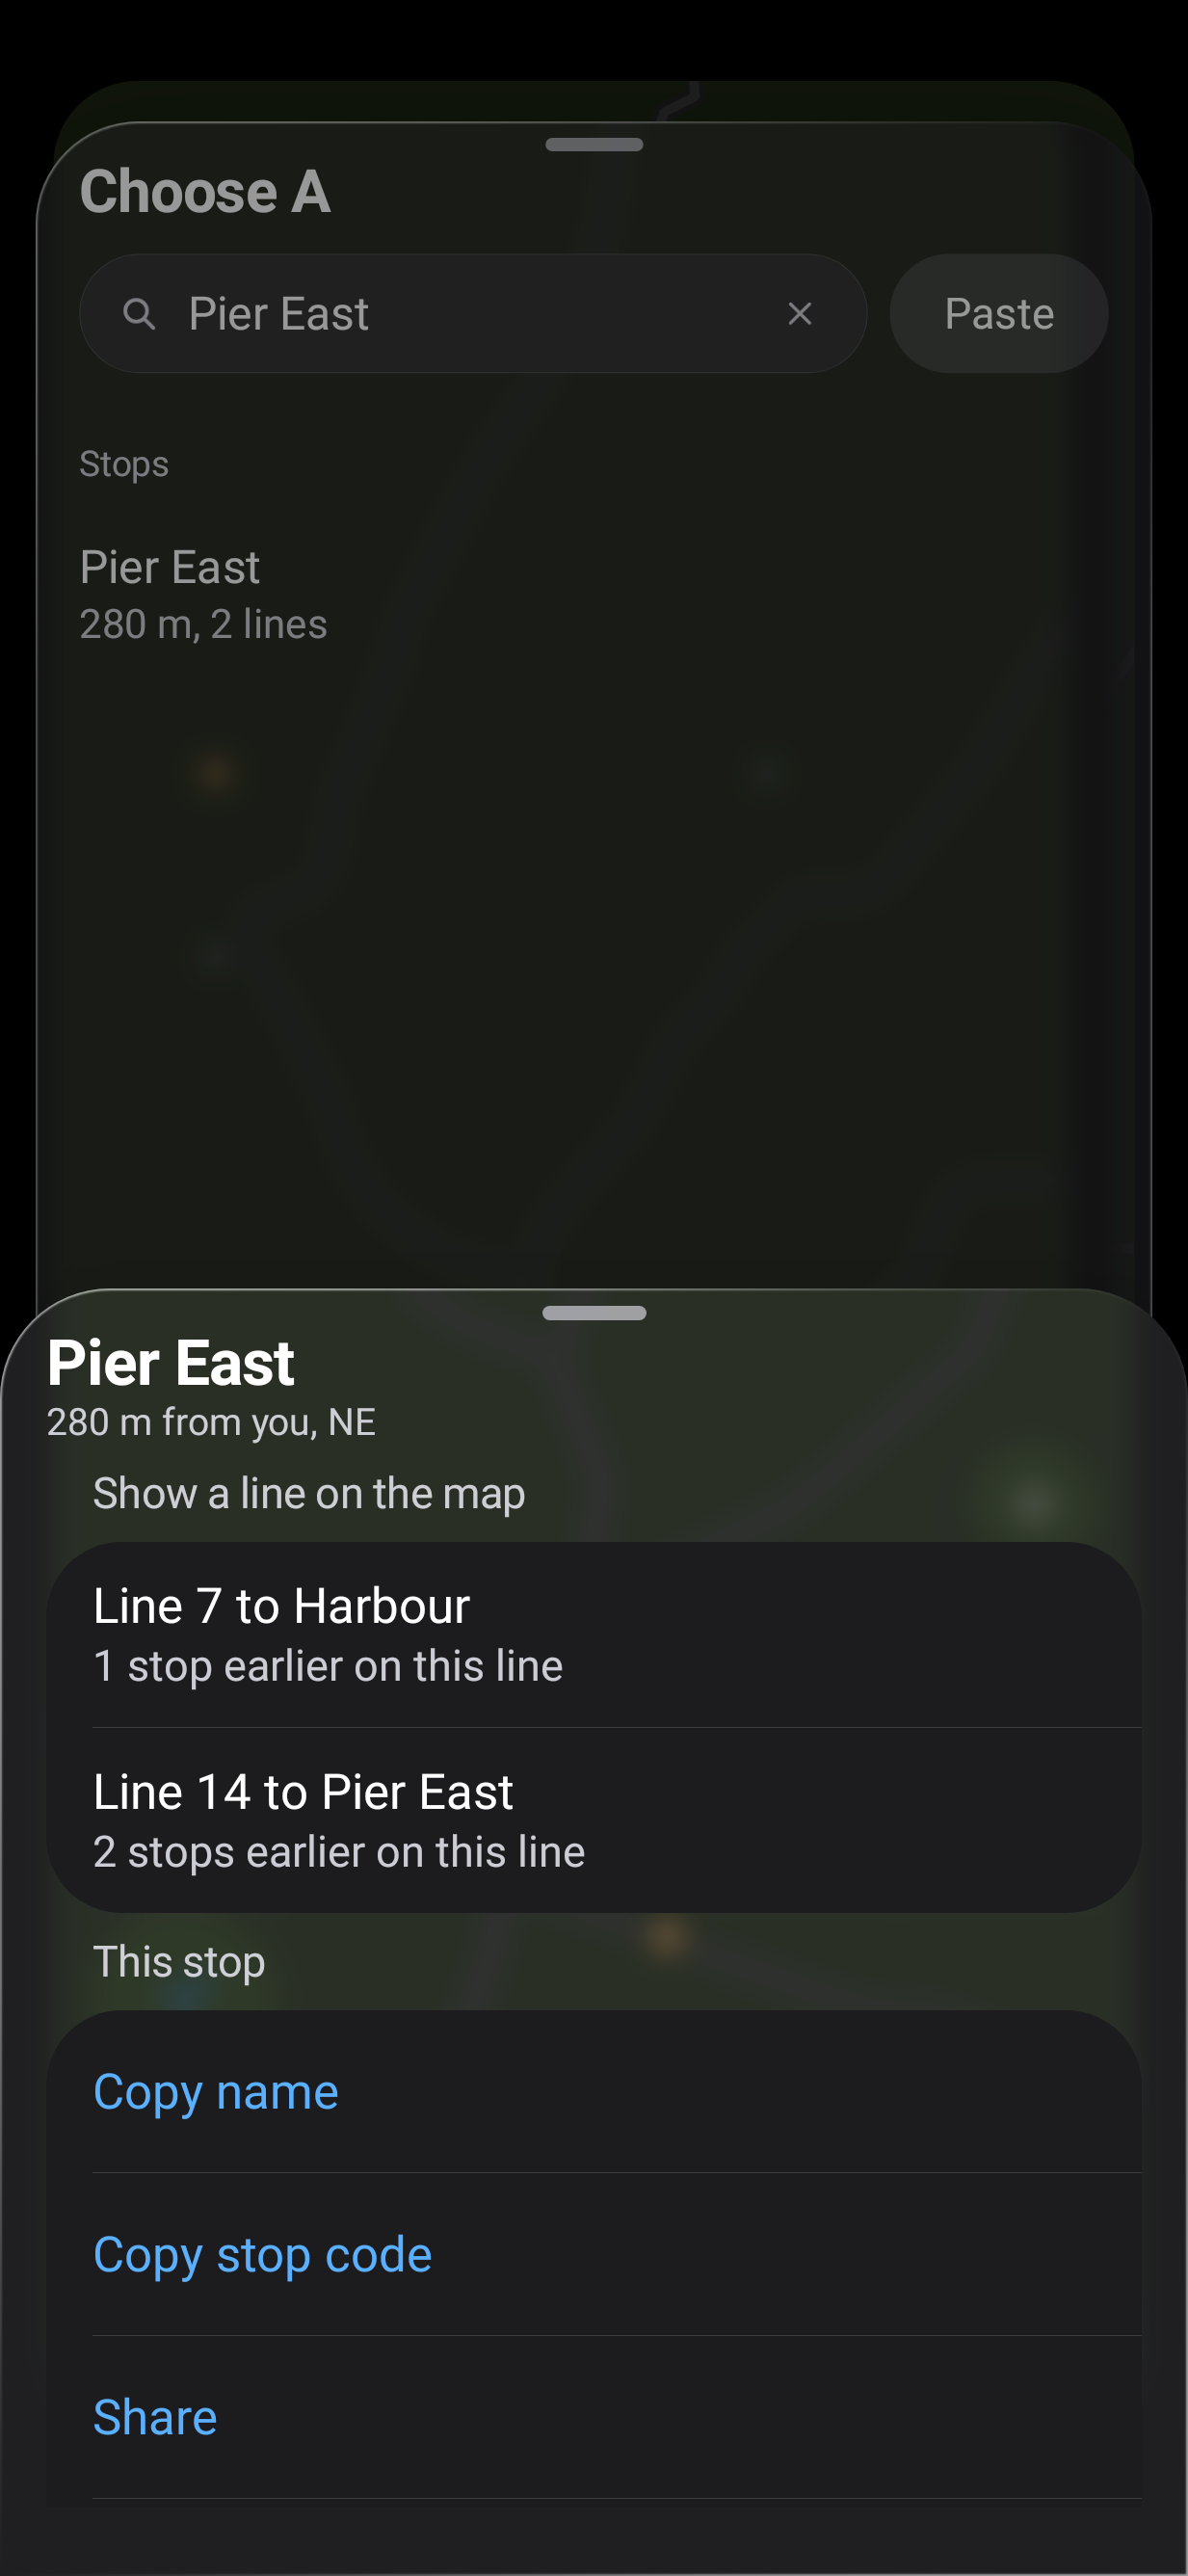 Choose A
Pier East
Paste
Stops
Pier East
280 m, 2 lines
Pier East
280 m from you, NE
Show a line on the map
Line 7 to Harbour
1 stop earlier on this line
Line 14 to Pier East
2 stops earlier on this line
This stop
Copy name
Copy stop code
Share